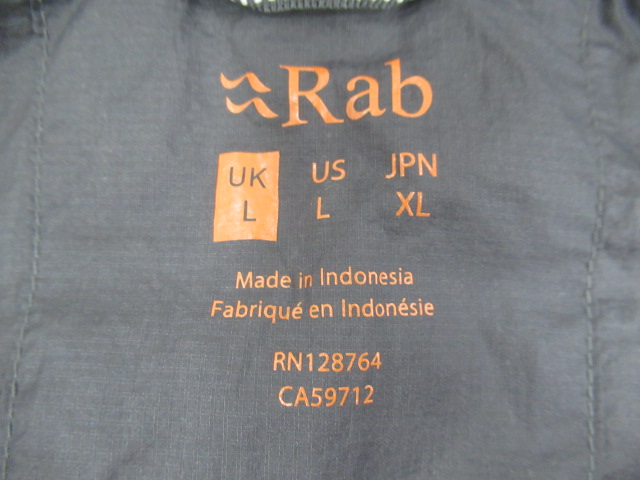 Rab
UK US JPN
L L XL
Made in Indonesia
Fabriqué en Indonésie
RN128764
CA59712